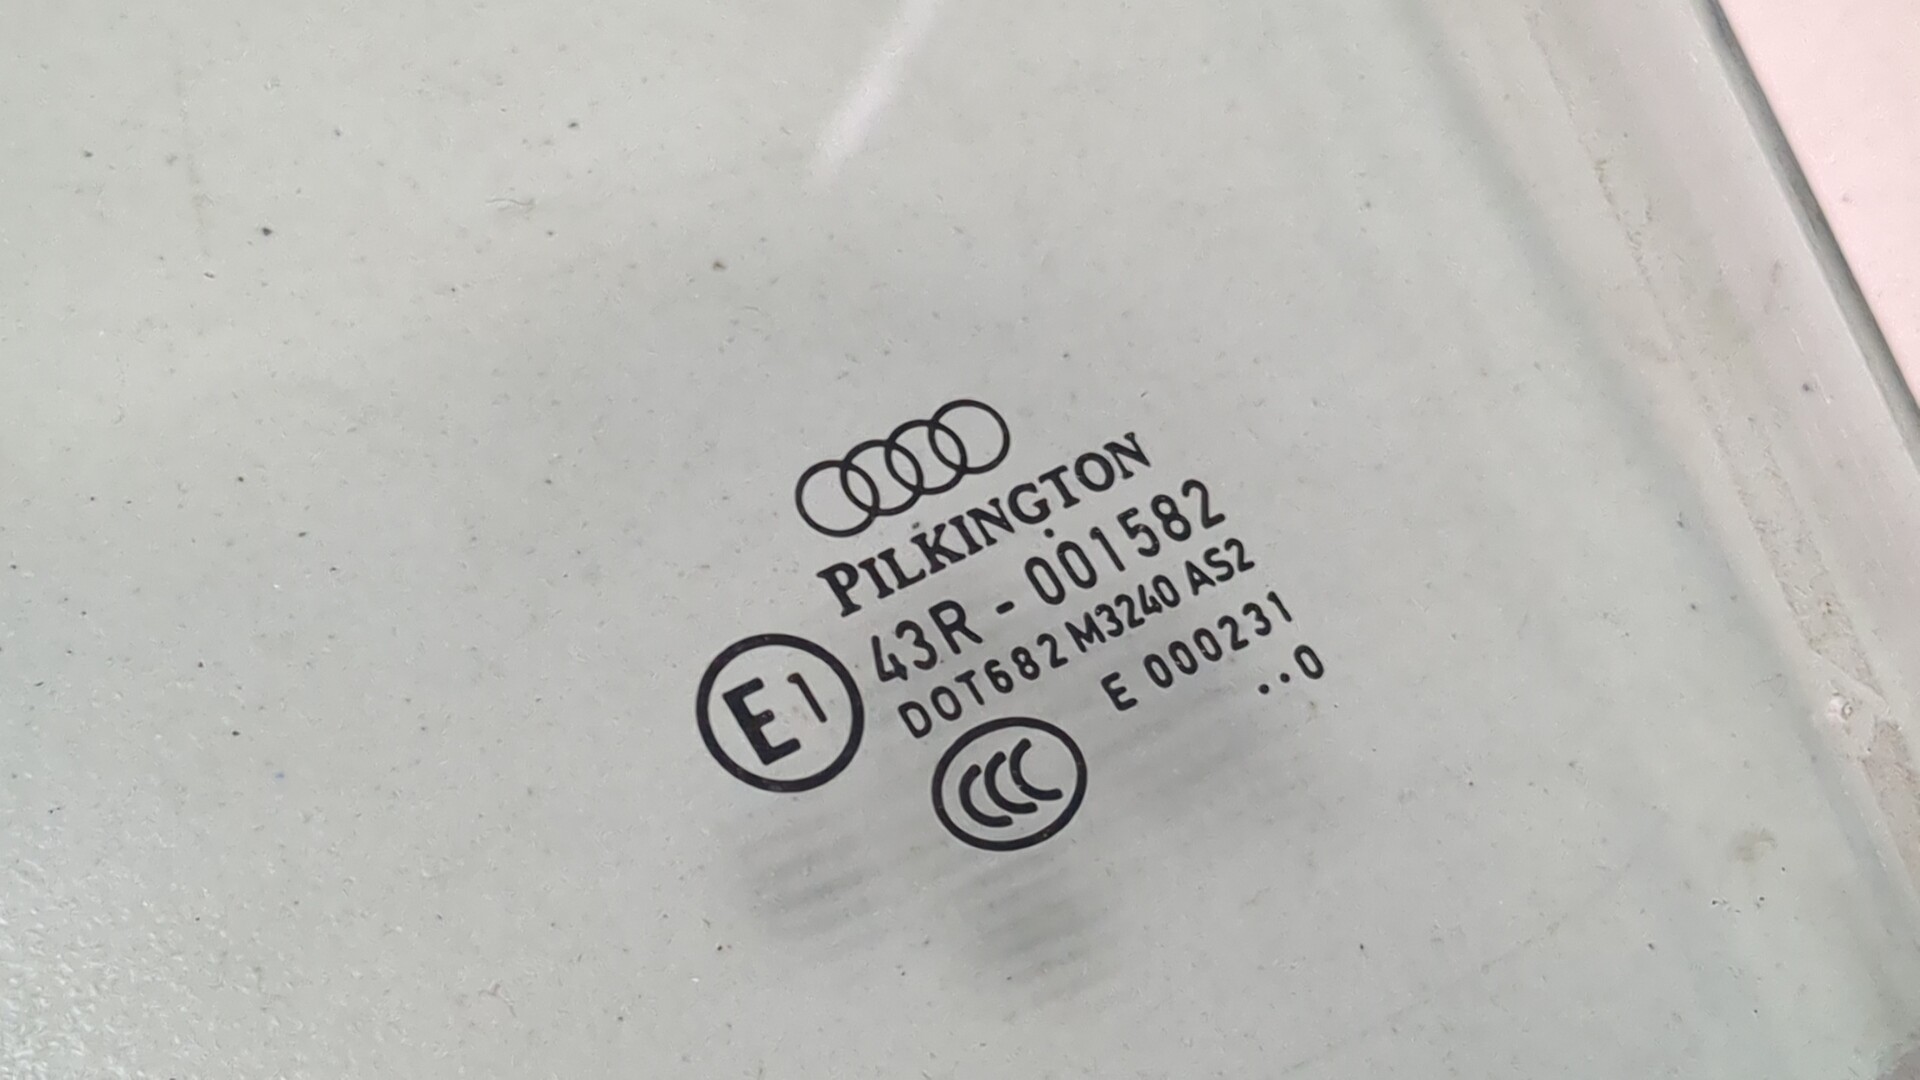 PILKINGTON
43R - 001582
DOT682 M3240 AS2
E1
E 000231
CCC
..0